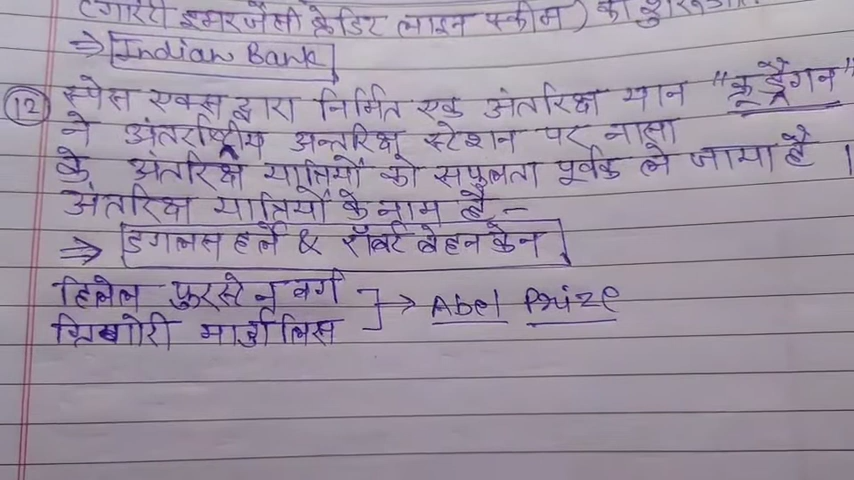 (गारंटी इमरजेंसी क्रेडिट लाइन स्कीम) की शुरुआत
⇒ Indian Bank
12 स्पेस एक्स द्वारा निर्मित एक अंतरिक्ष यान "क्रू ड्रैगन"
ने अंतर्राष्ट्रीय अन्तरिक्ष स्टेशन पर नासा
के अंतरिक्ष यात्रियों को सफलता पूर्वक ले जाया है ।
अंतरिक्ष यात्रियों के नाम है -
⇒ डगलस हर्ले & रॉबर्ट बेहनकेन
हिलेल फुरस्टेनबर्ग ] → Abel Prize
ग्रिगोरी मार्गुलिस